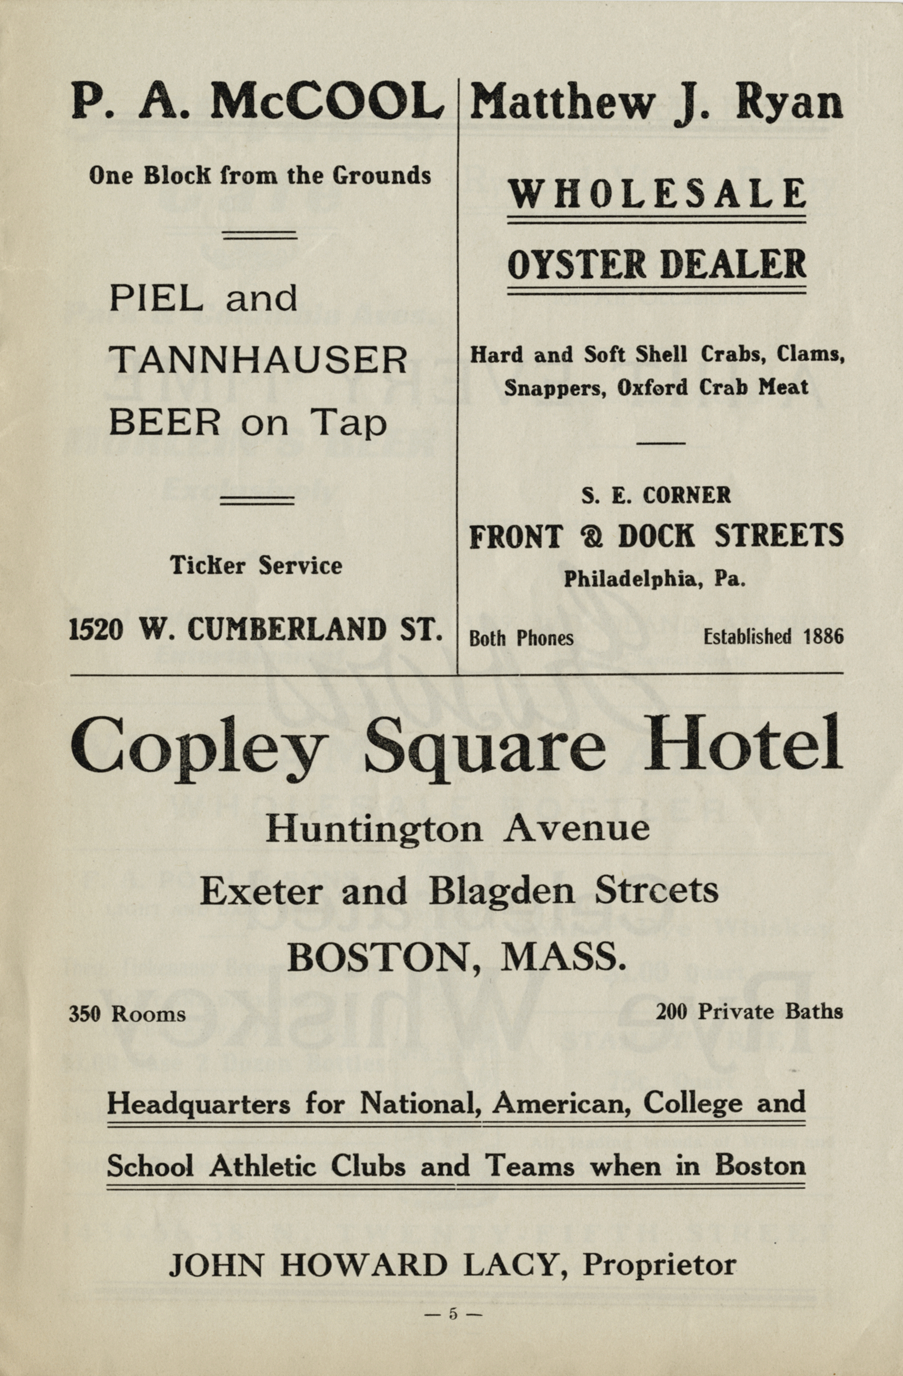 P. A. McCOOL
One Block from the Grounds
PIEL and
TANNHAUSER
BEER on Tap
Ticker Service
1520 W. CUMBERLAND ST.
Matthew J. Ryan
WHOLESALE
OYSTER DEALER
Hard and Soft Shell Crabs, Clams,
Snappers, Oxford Crab Meat
S. E. CORNER
FRONT & DOCK STREETS
Philadelphia, Pa.
Both Phones Established 1886
Copley Square Hotel
Huntington Avenue
Exeter and Blagden Strcets
BOSTON, MASS.
350 Rooms 200 Private Baths
Headquarters for National, American, College and
School Athletic Clubs and Teams when in Boston
JOHN HOWARD LACY, Proprietor
— 5 —